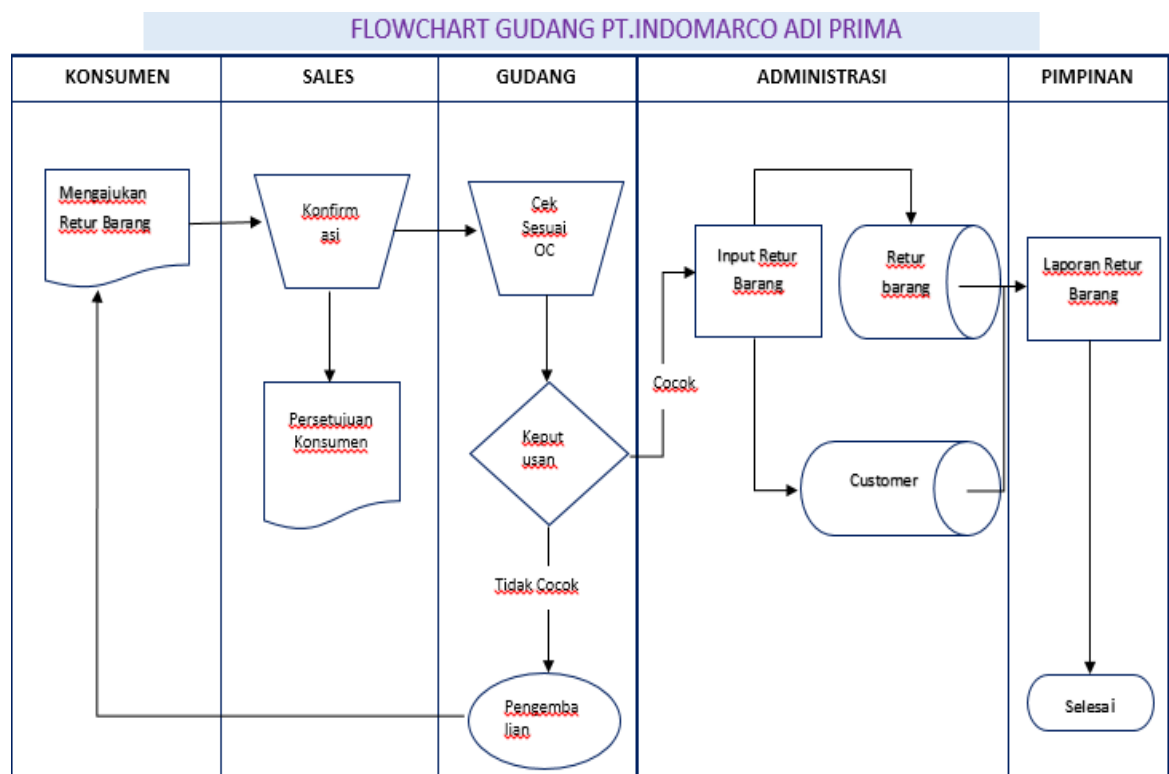 FLOWCHART GUDANG PT.INDOMARCO ADI PRIMA
KONSUMEN
SALES
GUDANG
ADMINISTRASI
PIMPINAN
Mengajukan
Retur Barang
Konfirm
asi
Cek
Sesuai
OC
Input Retur
Barang
Retur
barang
Laporan Retur
Barang
Cocok
Persetujuan
Konsumen
Keput
usan
Customer
Tidak Cocok
Pengemba
lian
Selesai